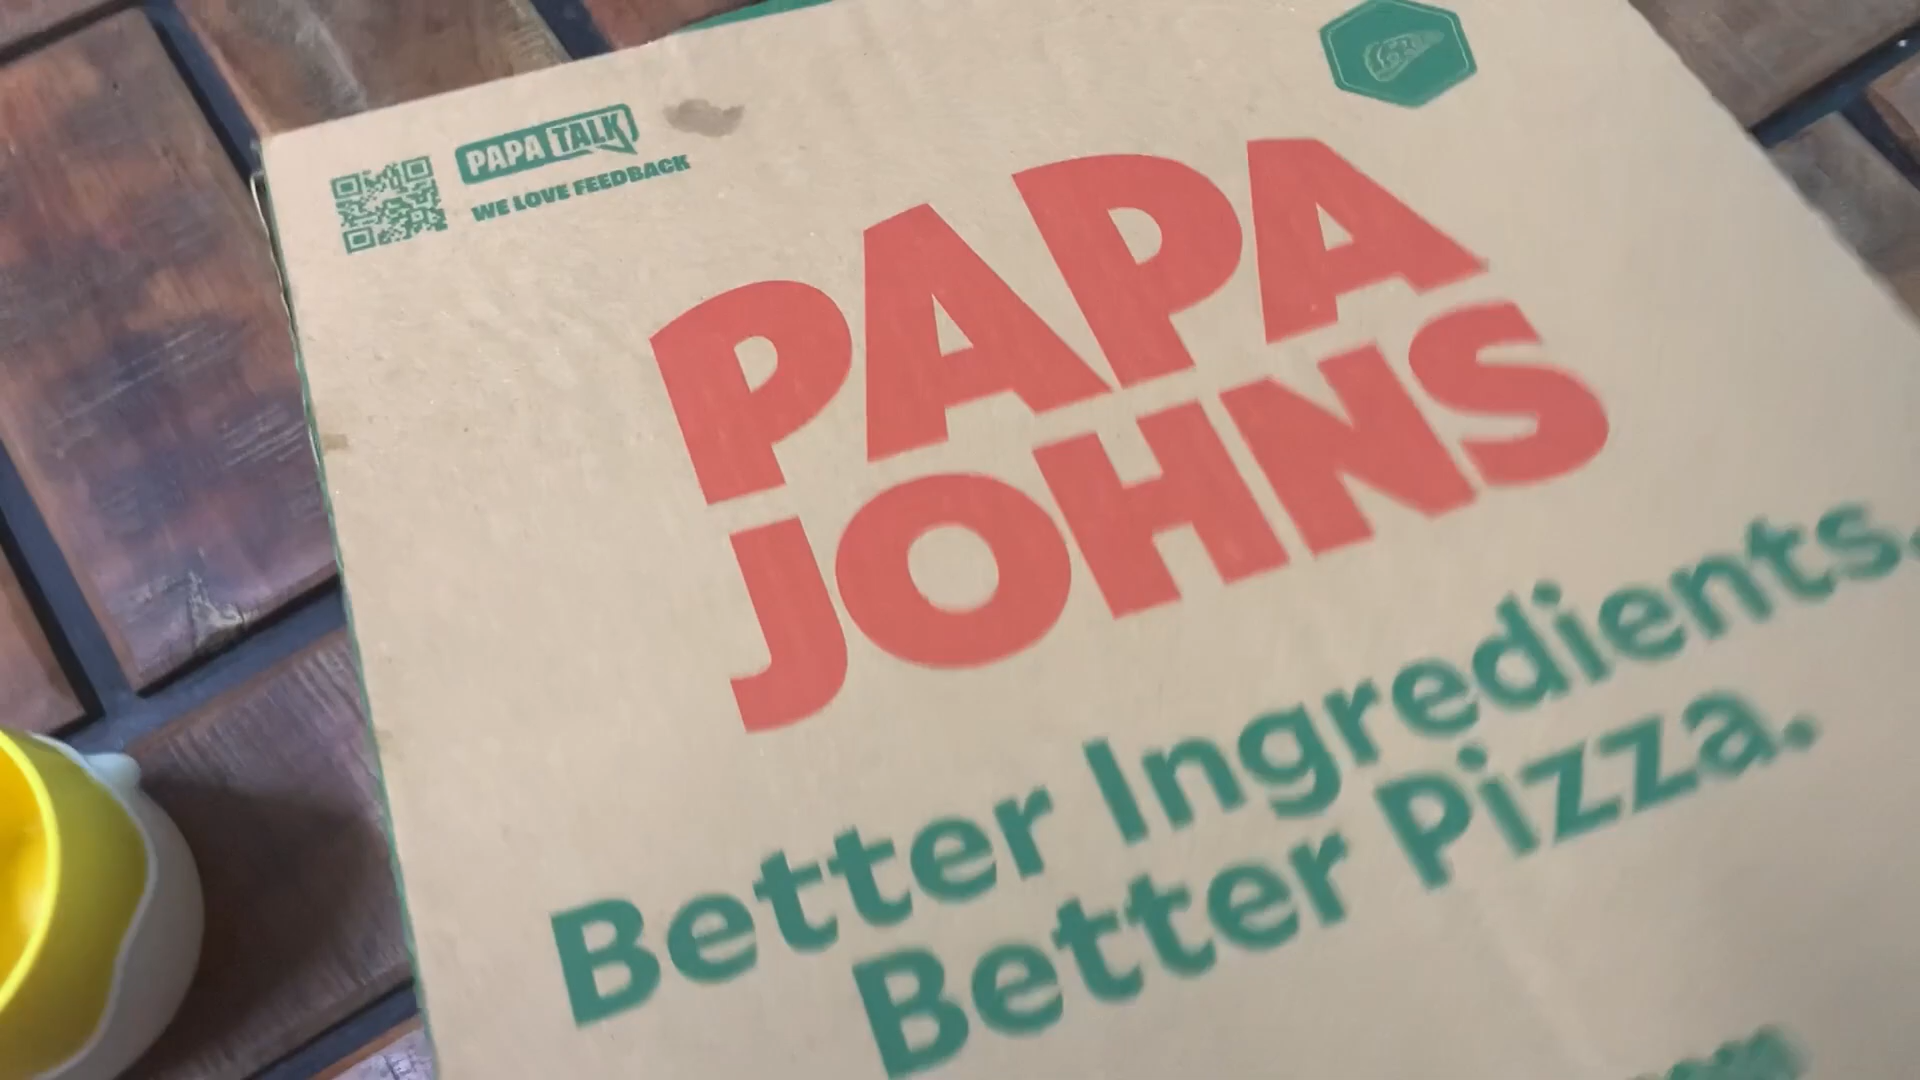 PAPA TALK
WE LOVE FEEDBACK
PAPA
JOHNS
Better Ingredients.
Better Pizza.